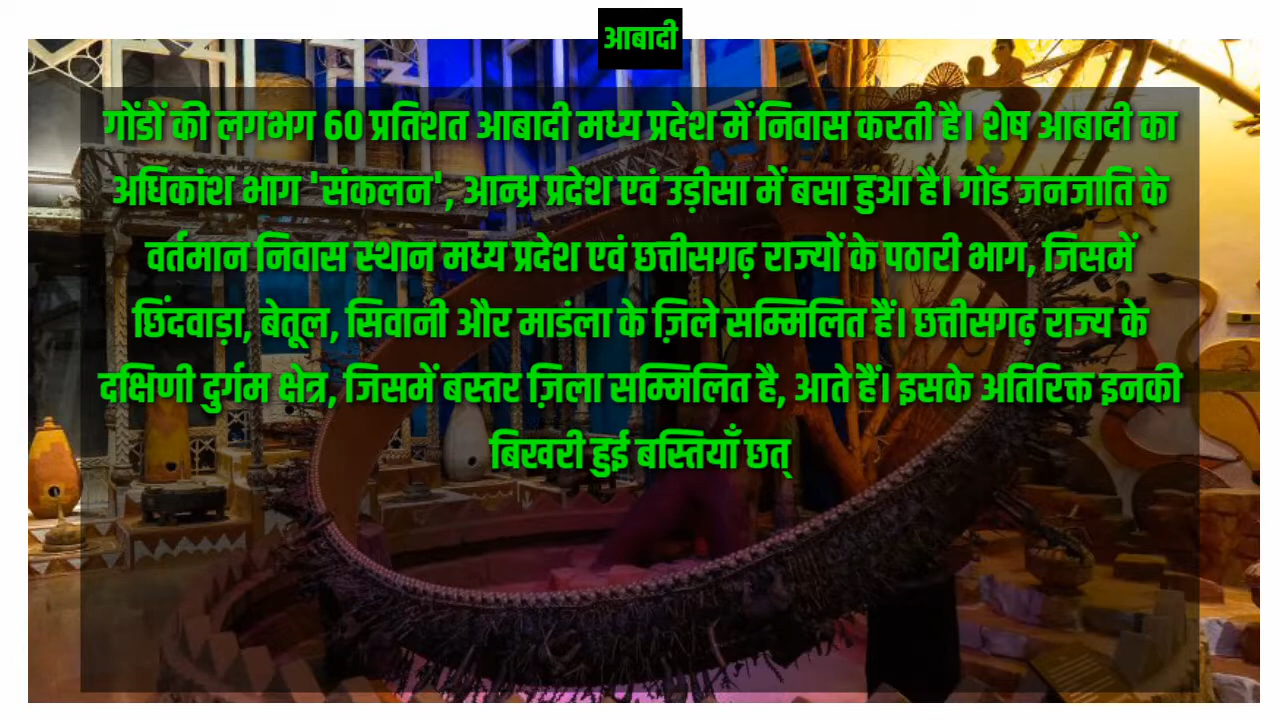 आबादी
गोंडों की लगभग 60 प्रतिशत आबादी मध्य प्रदेश में निवास करती है। शेष आबादी का
अधिकांश भाग 'संकलन', आन्ध्र प्रदेश एवं उड़ीसा में बसा हुआ है। गोंड जनजाति के
वर्तमान निवास स्थान मध्य प्रदेश एवं छत्तीसगढ़ राज्यों के पठारी भाग, जिसमें
छिंदवाड़ा, बेतूल, सिवानी और माडंला के ज़िले सम्मिलित हैं। छत्तीसगढ़ राज्य के
दक्षिणी दुर्गम क्षेत्र, जिसमें बस्तर ज़िला सम्मिलित है, आते हैं। इसके अतिरिक्त इनकी
बिखरी हुई बस्तियाँ छत्